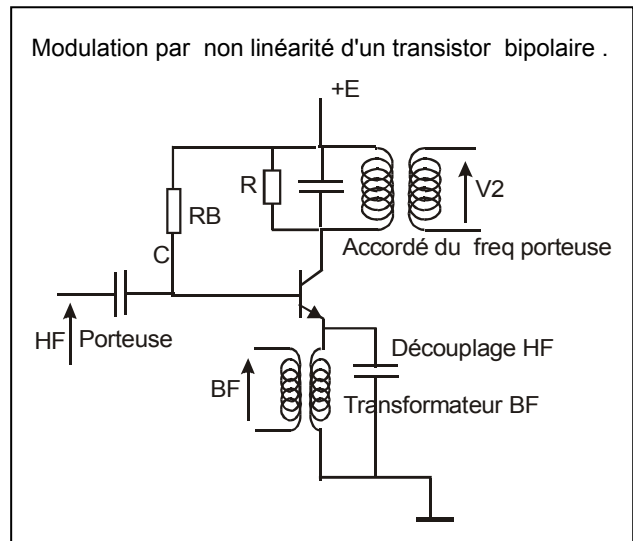 Modulation par non linéarité d'un transistor bipolaire .
+E
R
RB
V2
C
Accordé du freq porteuse
HF
Porteuse
Découplage HF
BF
Transformateur BF